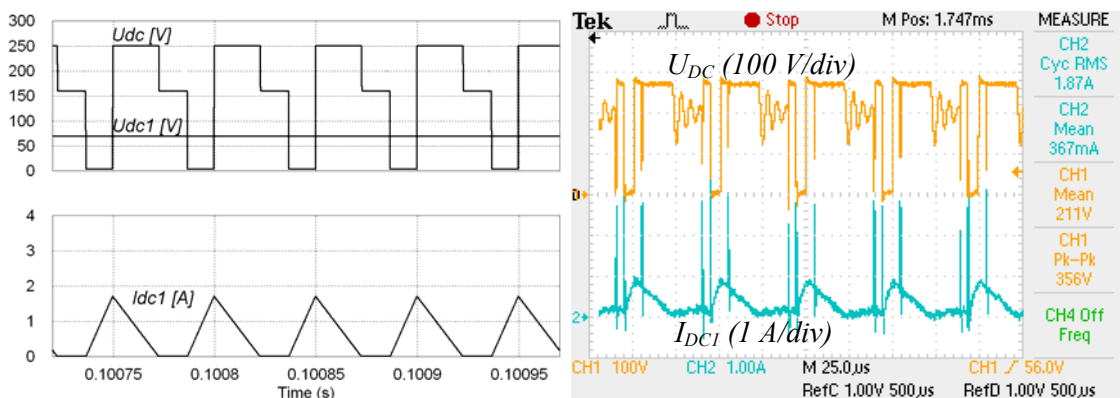 300
Udc [V]
250
200
150
Udc1 [V]
100
50
0
4
3
2
Idc1 [A]
1
0
0.10075 0.1008 0.10085 0.1009 0.10095
Time (s)
Tek Stop M Pos: 1.747ms MEASURE
CH2
Cyc RMS
1.87A
CH2
Mean
367mA
CH1
Mean
211V
CH1
Pk-Pk
356V
CH4 Off
Freq
U_DC (100 V/div)
D
2
I_DC1 (1 A/div)
CH1 100V CH2 1.00A M 25.0µs CH1 56.0V
RefC 1.00V 500µs RefD 1.00V 500µs